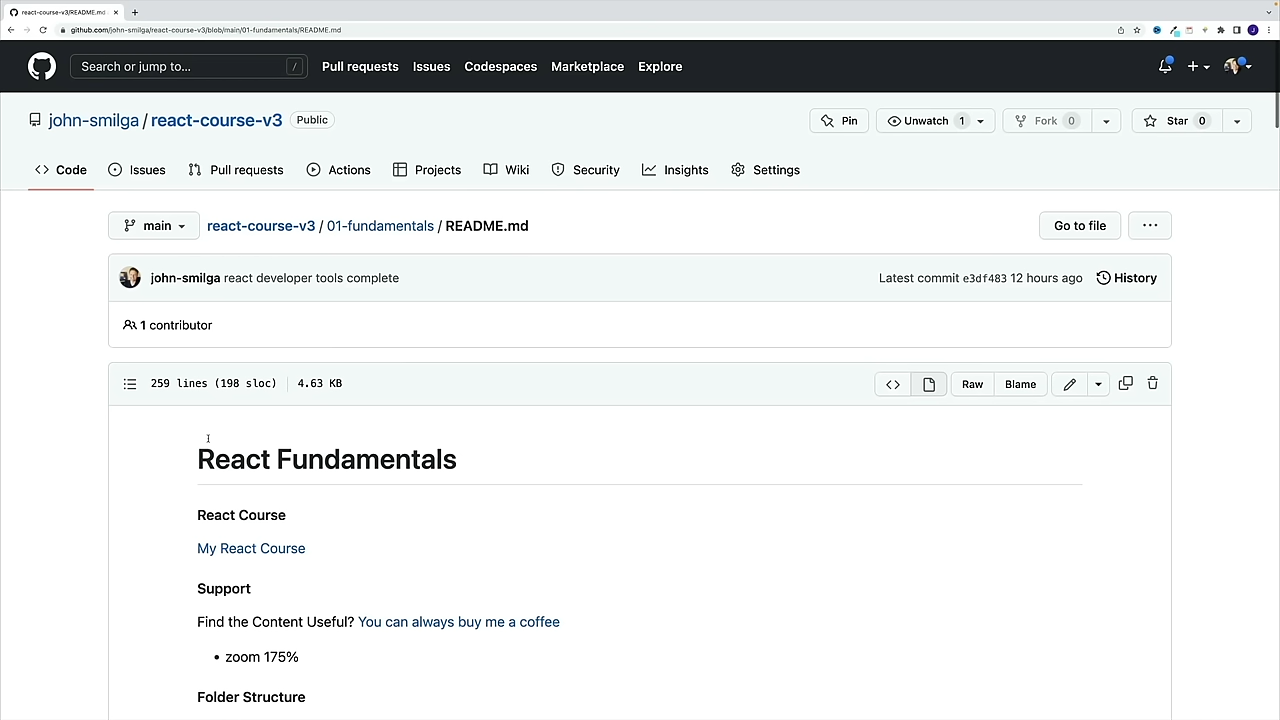 react-course-v3/README.md
github.com/john-smilga/react-course-v3/blob/main/01-fundamentals/README.md
J
Search or jump to... / Pull requests Issues Codespaces Marketplace Explore
john-smilga / react-course-v3 Public Pin Unwatch 1 Fork 0 Star 0
Code Issues Pull requests Actions Projects Wiki Security Insights Settings
main react-course-v3 / 01-fundamentals / README.md Go to file ...
john-smilga react developer tools complete Latest commit e3df483 12 hours ago History
1 contributor
259 lines (198 sloc) 4.63 KB Raw Blame
React Fundamentals
React Course
My React Course
Support
Find the Content Useful? You can always buy me a coffee
• zoom 175%
Folder Structure